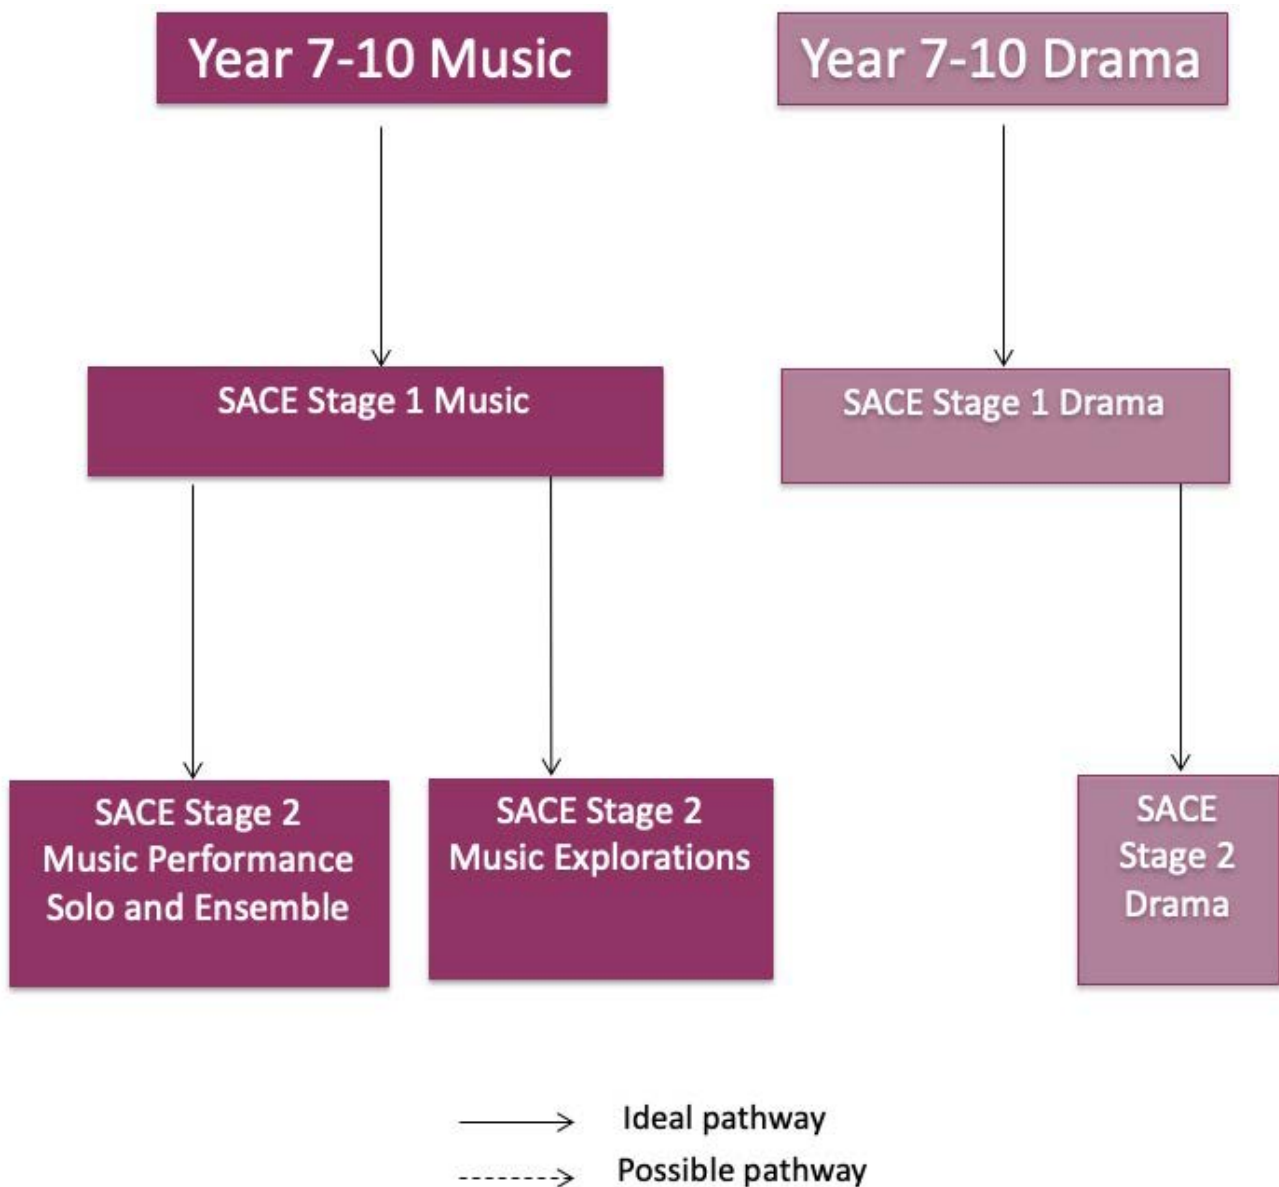 Year 7-10 Music
Year 7-10 Drama
SACE Stage 1 Music
SACE Stage 1 Drama
SACE Stage 2
Music Performance
Solo and Ensemble
SACE Stage 2
Music Explorations
SACE
Stage 2
Drama
Ideal pathway
Possible pathway